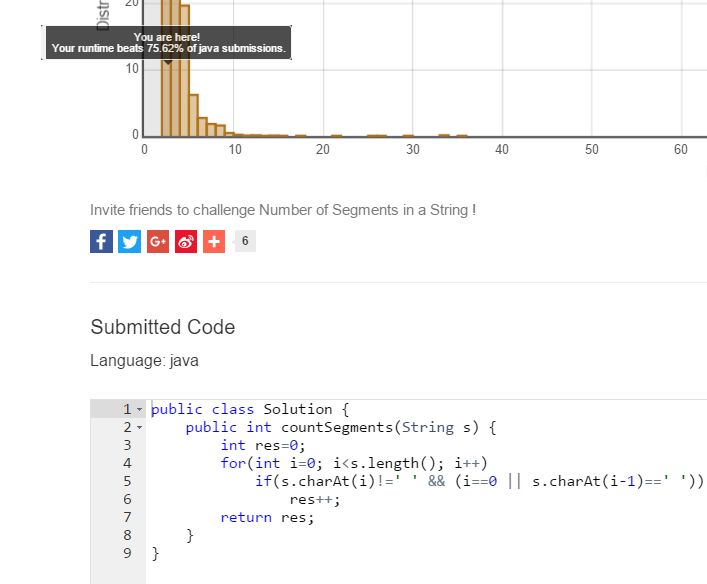 Distr
20
You are here!
Your runtime beats 75.62% of java submissions.
10
0
0 10 20 30 40 50 60
Invite friends to challenge Number of Segments in a String !
f G+ + 6
Submitted Code
Language: java
1 public class Solution {
2 public int countSegments(String s) {
3 int res=0;
4 for(int i=0; i<s.length(); i++)
5 if(s.charAt(i)!=' ' && (i==0 || s.charAt(i-1)==' '))
6 res++;
7 return res;
8 }
9 }